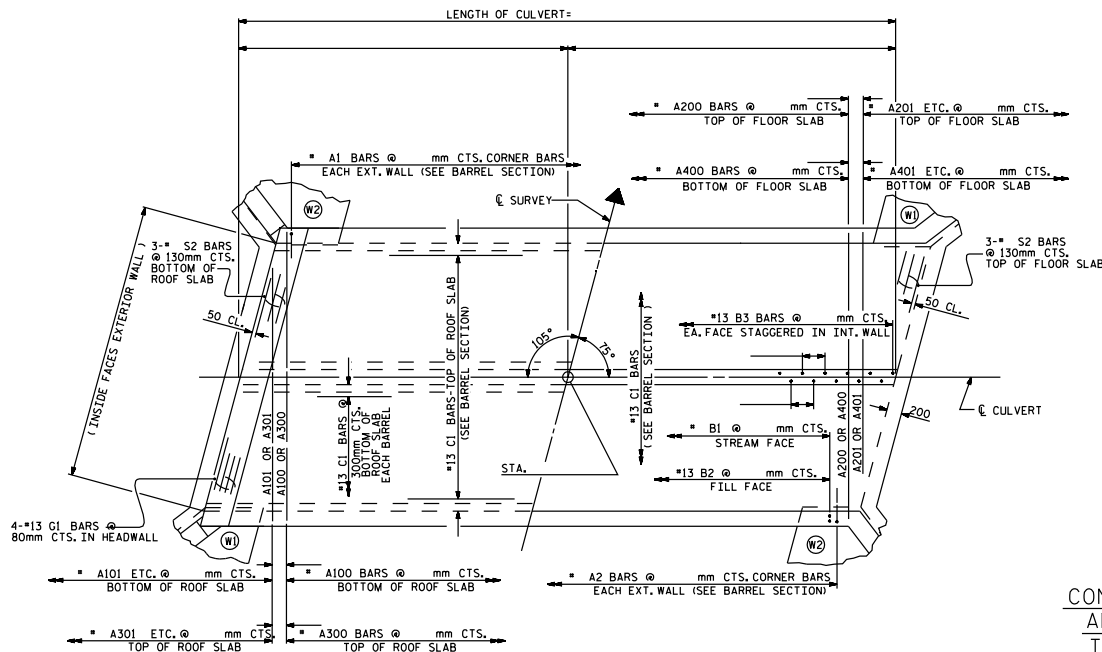 LENGTH OF CULVERT=
# A200 BARS @ mm CTS.
TOP OF FLOOR SLAB
# A201 ETC. @ mm CTS.
TOP OF FLOOR SLAB
# A1 BARS @ mm CTS. CORNER BARS
EACH EXT. WALL (SEE BARREL SECTION)
# A400 BARS @ mm CTS.
BOTTOM OF FLOOR SLAB
# A401 ETC. @ mm CTS.
BOTTOM OF FLOOR SLAB
℄ SURVEY
W2
W1
3-# S2 BARS
@ 130mm CTS.
BOTTOM OF
ROOF SLAB
3-# S2 BARS
@ 130mm CTS.
TOP OF FLOOR SLAB
(INSIDE FACES EXTERIOR WALL)
50 CL.
50 CL.
#13 B3 BARS @ mm CTS.
EA. FACE STAGGERED IN INT. WALL
105°
75°
#13 C1 BARS
(SEE BARREL SECTION)
#13 C1 BARS-TOP OF ROOF SLAB
(SEE BARREL SECTION)
#13 C1 BARS @
300mm CTS.
BOTTOM OF
ROOF SLAB
EACH BARREL
A101 OR A301
A100 OR A300
A200 OR A400
A201 OR A401
200
℄ CULVERT
# B1 @ mm CTS.
STREAM FACE
STA.
#13 B2 @ mm CTS.
FILL FACE
4-#13 G1 BARS @
80mm CTS. IN HEADWALL
W1
W2
# A101 ETC. @ mm CTS.
BOTTOM OF ROOF SLAB
# A100 BARS @ mm CTS.
BOTTOM OF ROOF SLAB
# A2 BARS @ mm CTS. CORNER BARS
EACH EXT. WALL (SEE BARREL SECTION)
# A301 ETC. @ mm CTS.
TOP OF ROOF SLAB
# A300 BARS @ mm CTS.
TOP OF ROOF SLAB